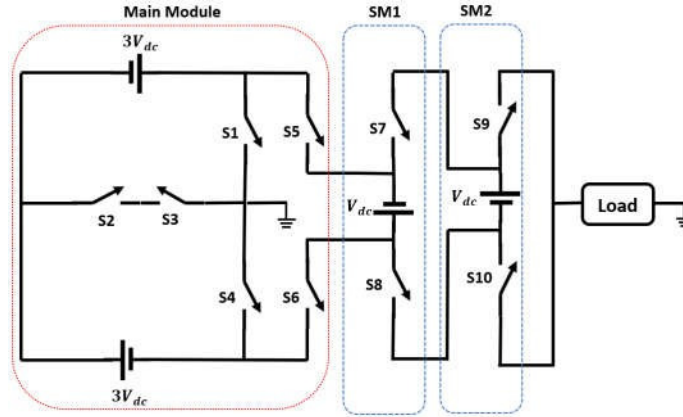 Main Module
SM1
SM2
3V_dc
S1
S5
S7
S9
S2
S3
V_dc
V_dc
Load
S4
S6
S8
S10
3V_dc